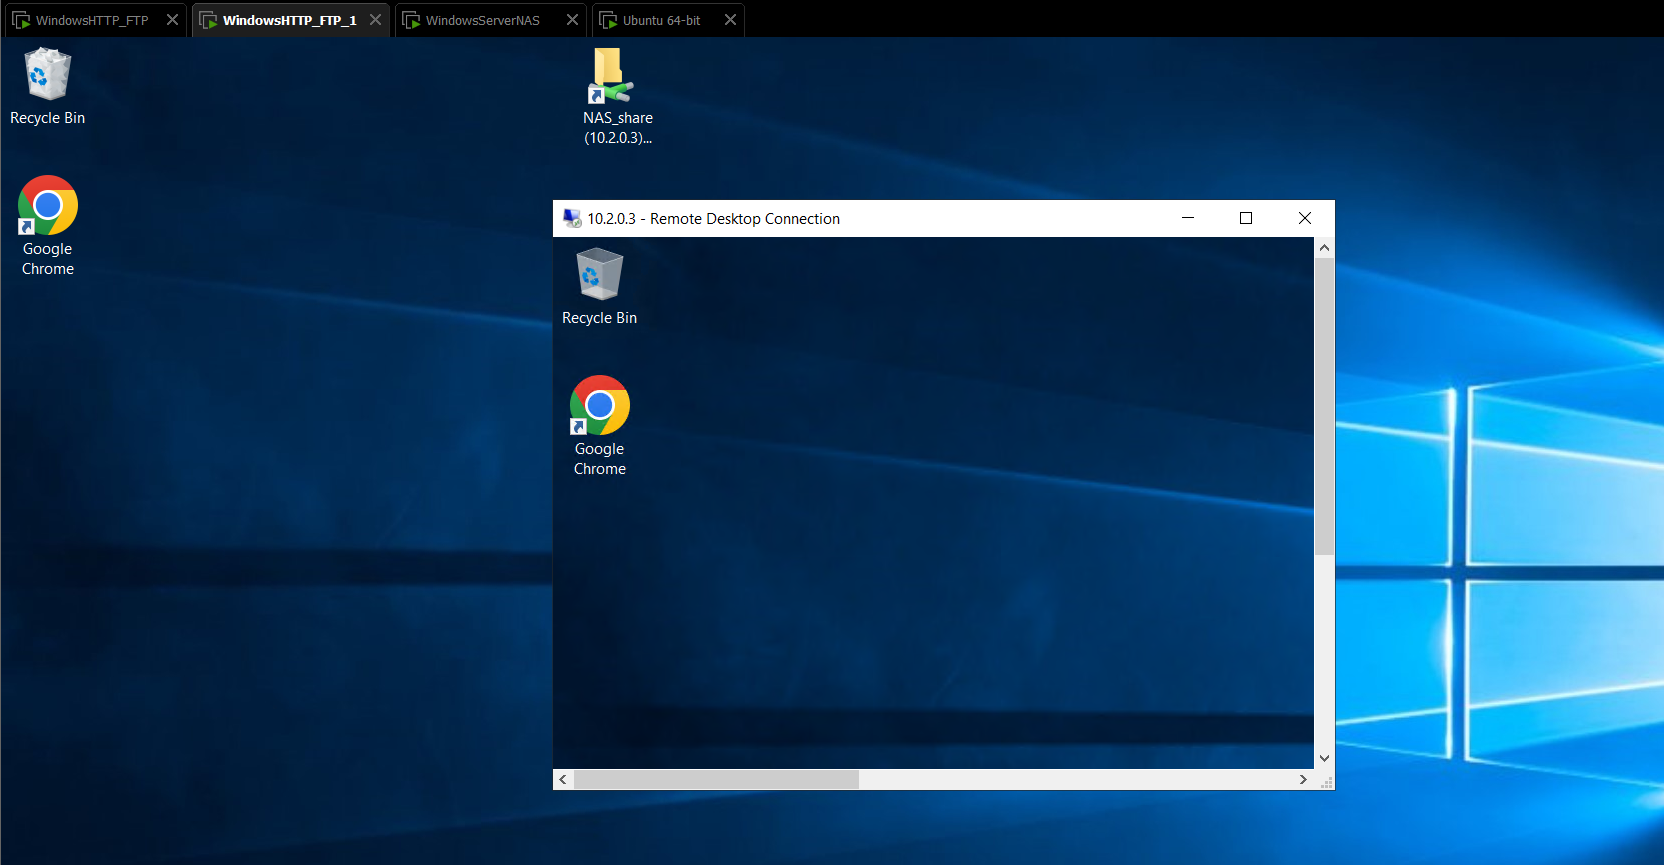 WindowsHTTP_FTP
WindowsHTTP_FTP_1
WindowsServerNAS
Ubuntu 64-bit
Recycle Bin
NAS_share
(10.2.0.3)...
Google
Chrome
10.2.0.3 - Remote Desktop Connection
Recycle Bin
Google
Chrome